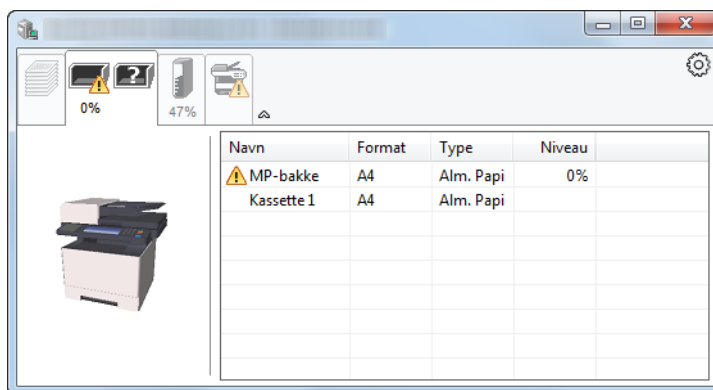 0%
47%
Navn Format Type Niveau
MP-bakke A4 Alm. Papi 0%
Kassette 1 A4 Alm. Papi